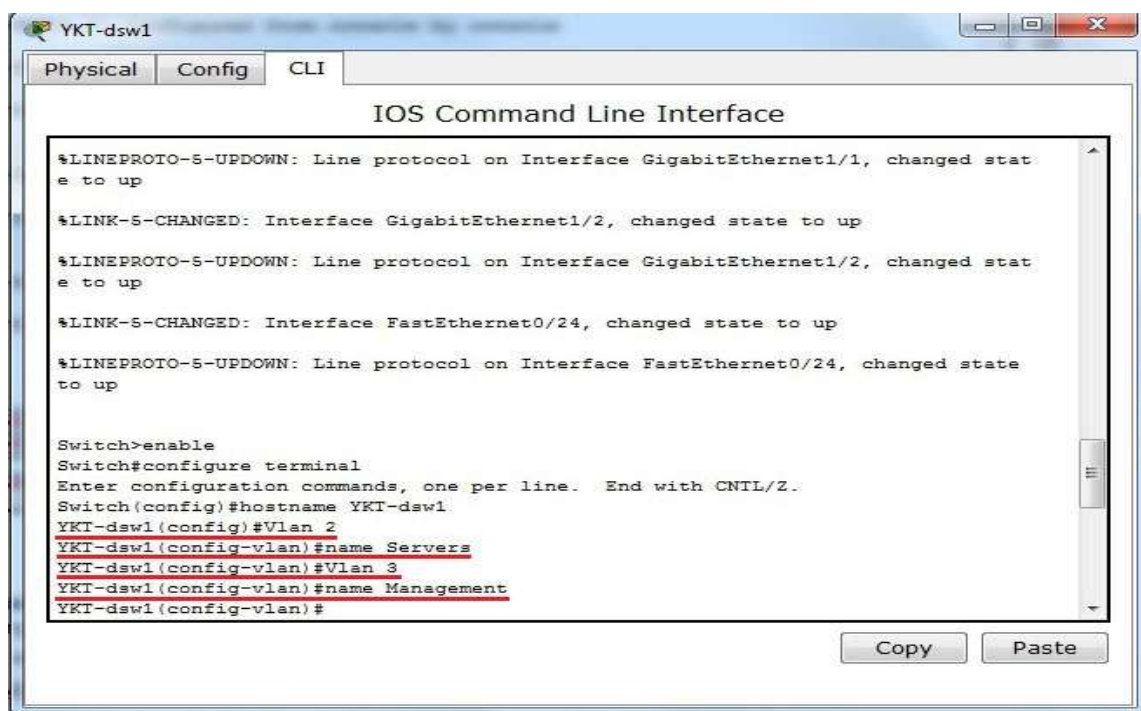 YKT-dsw1
Physical Config CLI
IOS Command Line Interface
%LINEPROTO-5-UPDOWN: Line protocol on Interface GigabitEthernet1/1, changed stat
e to up
%LINK-5-CHANGED: Interface GigabitEthernet1/2, changed state to up
%LINEPROTO-5-UPDOWN: Line protocol on Interface GigabitEthernet1/2, changed stat
e to up
%LINK-5-CHANGED: Interface FastEthernet0/24, changed state to up
%LINEPROTO-5-UPDOWN: Line protocol on Interface FastEthernet0/24, changed state
to up
Switch>enable
Switch#configure terminal
Enter configuration commands, one per line.  End with CNTL/Z.
Switch(config)#hostname YKT-dsw1
YKT-dsw1(config)#Vlan 2
YKT-dsw1(config-vlan)#name Servers
YKT-dsw1(config-vlan)#Vlan 3
YKT-dsw1(config-vlan)#name Management
YKT-dsw1(config-vlan)#
Copy Paste